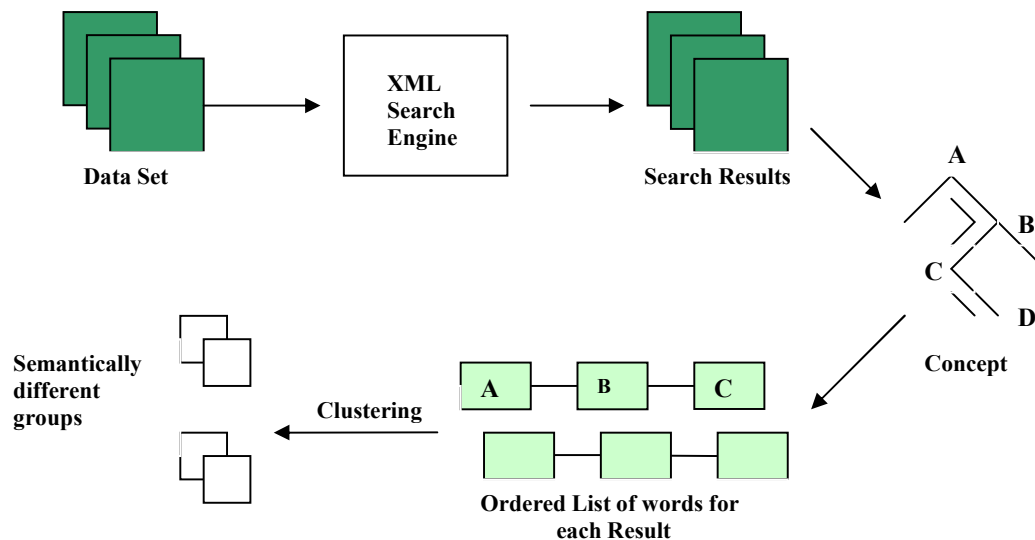 XML
Search
Engine
Data Set
Search Results
A
B
C
D
Concept
A
B
C
Ordered List of words for
each Result
Clustering
Semantically
different
groups